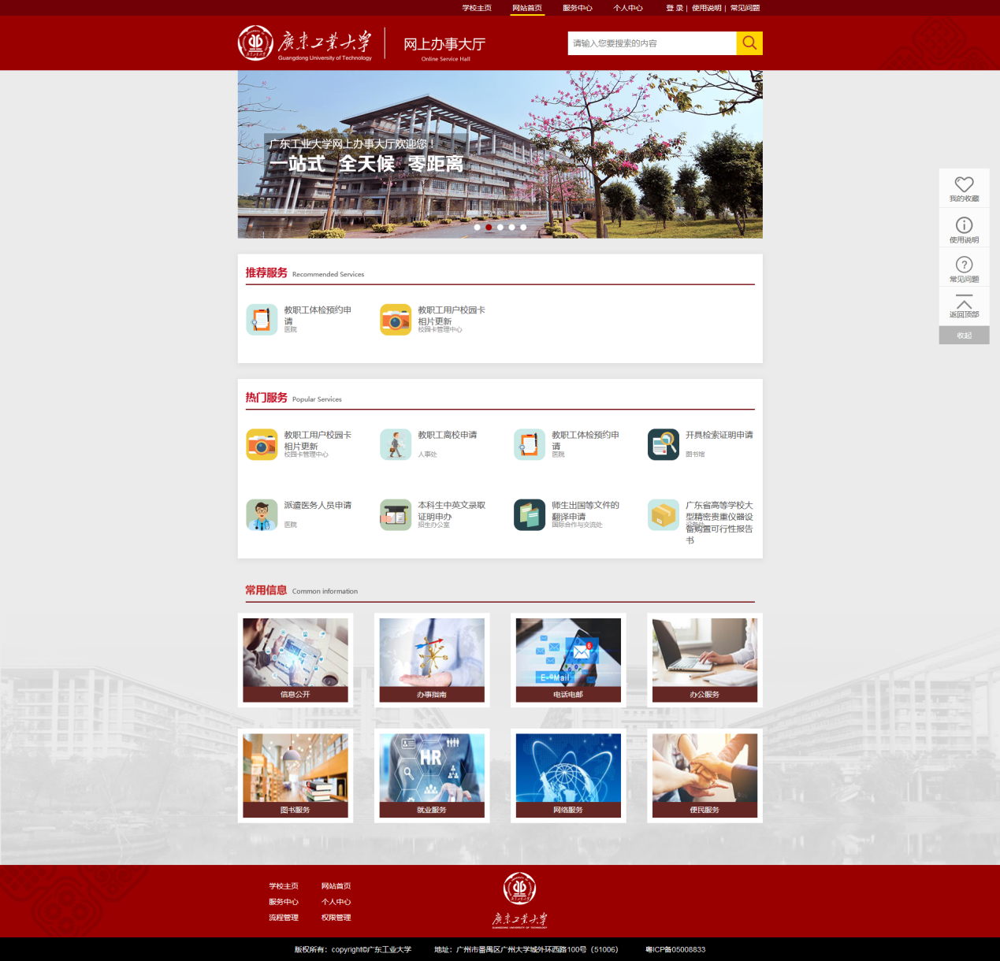 学校主页 网站首页 服务中心 个人中心 登 录 | 使用说明 | 常见问题
廣東工業大學 网上办事大厅 请输入您要搜索的内容
Guangdong University of Technology Online Service Hall
广东工业大学网上办事大厅欢迎您！
一站式 全天候 零距离
我的收藏
使用说明
常见问题
返回顶部
收起
推荐服务 Recommended Services
教职工体检预约申请
医院
教职工用户校园卡相片更新
校园卡管理中心
热门服务 Popular Services
教职工用户校园卡相片更新
校园卡管理中心
教职工离校申请
人事处
教职工体检预约申请
医院
开具检索证明申请
图书馆
派遣医务人员申请
医院
本科生中英文录取证明申办
招生办公室
师生出国等文件的翻译申请
国际合作与交流处
广东省高等学校大型精密贵重仪器设备购置可行性报告书
常用信息 Common information
信息公开
办事指南
E-Mail
6
电话电邮
办公服务
图书服务
HR
就业服务
网络服务
便民服务
学校主页 网站首页
服务中心 个人中心
流程管理 权限管理
廣東工業大學
GUANGDONG UNIVERSITY OF TECHNOLOGY
版权所有：copyright©广东工业大学 地址：广州市番禺区广州大学城外环西路100号（51006） 粤ICP备05008833